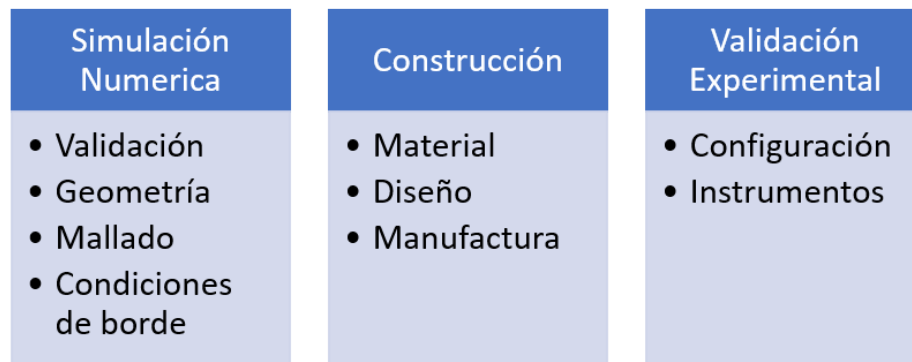 Simulación
Numerica
• Validación
• Geometría
• Mallado
• Condiciones
de borde
Construcción
• Material
• Diseño
• Manufactura
Validación
Experimental
• Configuración
• Instrumentos